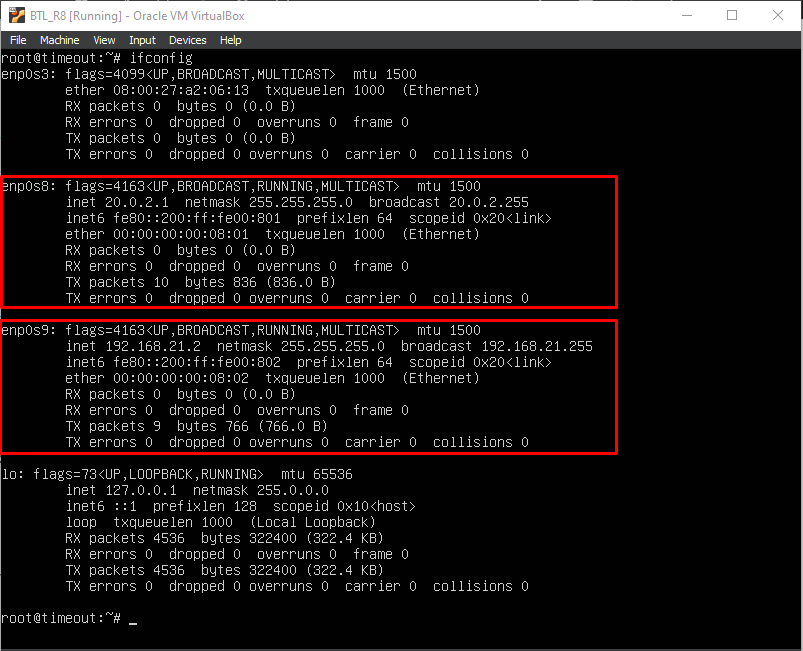 BTL_R8 [Running] - Oracle VM VirtualBox
File Machine View Input Devices Help
root@timeout:~# ifconfig
enp0s3: flags=4099<UP,BROADCAST,MULTICAST>  mtu 1500
        ether 08:00:27:a2:06:13  txqueuelen 1000  (Ethernet)
        RX packets 0  bytes 0 (0.0 B)
        RX errors 0  dropped 0  overruns 0  frame 0
        TX packets 0  bytes 0 (0.0 B)
        TX errors 0  dropped 0 overruns 0  carrier 0  collisions 0
enp0s8: flags=4163<UP,BROADCAST,RUNNING,MULTICAST>  mtu 1500
        inet 20.0.2.1  netmask 255.255.255.0  broadcast 20.0.2.255
        inet6 fe80::200:ff:fe00:801  prefixlen 64  scopeid 0x20<link>
        ether 00:00:00:00:08:01  txqueuelen 1000  (Ethernet)
        RX packets 0  bytes 0 (0.0 B)
        RX errors 0  dropped 0  overruns 0  frame 0
        TX packets 10  bytes 836 (836.0 B)
        TX errors 0  dropped 0 overruns 0  carrier 0  collisions 0
enp0s9: flags=4163<UP,BROADCAST,RUNNING,MULTICAST>  mtu 1500
        inet 192.168.21.2  netmask 255.255.255.0  broadcast 192.168.21.255
        inet6 fe80::200:ff:fe00:802  prefixlen 64  scopeid 0x20<link>
        ether 00:00:00:00:08:02  txqueuelen 1000  (Ethernet)
        RX packets 0  bytes 0 (0.0 B)
        RX errors 0  dropped 0  overruns 0  frame 0
        TX packets 9  bytes 766 (766.0 B)
        TX errors 0  dropped 0 overruns 0  carrier 0  collisions 0
lo: flags=73<UP,LOOPBACK,RUNNING>  mtu 65536
        inet 127.0.0.1  netmask 255.0.0.0
        inet6 ::1  prefixlen 128  scopeid 0x10<host>
        loop  txqueuelen 1000  (Local Loopback)
        RX packets 4536  bytes 322400 (322.4 KB)
        RX errors 0  dropped 0  overruns 0  frame 0
        TX packets 4536  bytes 322400 (322.4 KB)
        TX errors 0  dropped 0 overruns 0  carrier 0  collisions 0
root@timeout:~# _